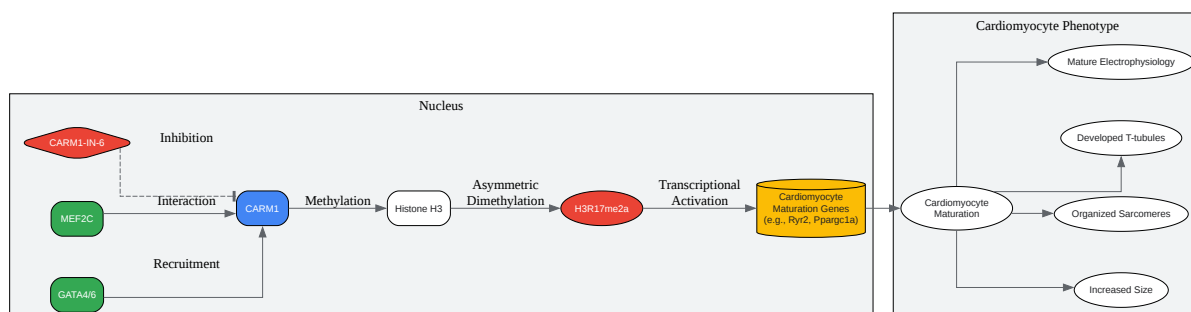 Cardiomyocyte Phenotype
Mature Electrophysiology
Nucleus
CARM1-IN-6
Inhibition
Developed T-tubules
MEF2C
Interaction
CARM1
Methylation
Histone H3
Asymmetric
Dimethylation
H3R17me2a
Transcriptional
Activation
Cardiomyocyte
Maturation Genes
(e.g., Ryr2, Ppargc1a)
Cardiomyocyte
Maturation
Organized Sarcomeres
Recruitment
GATA4/6
Increased Size